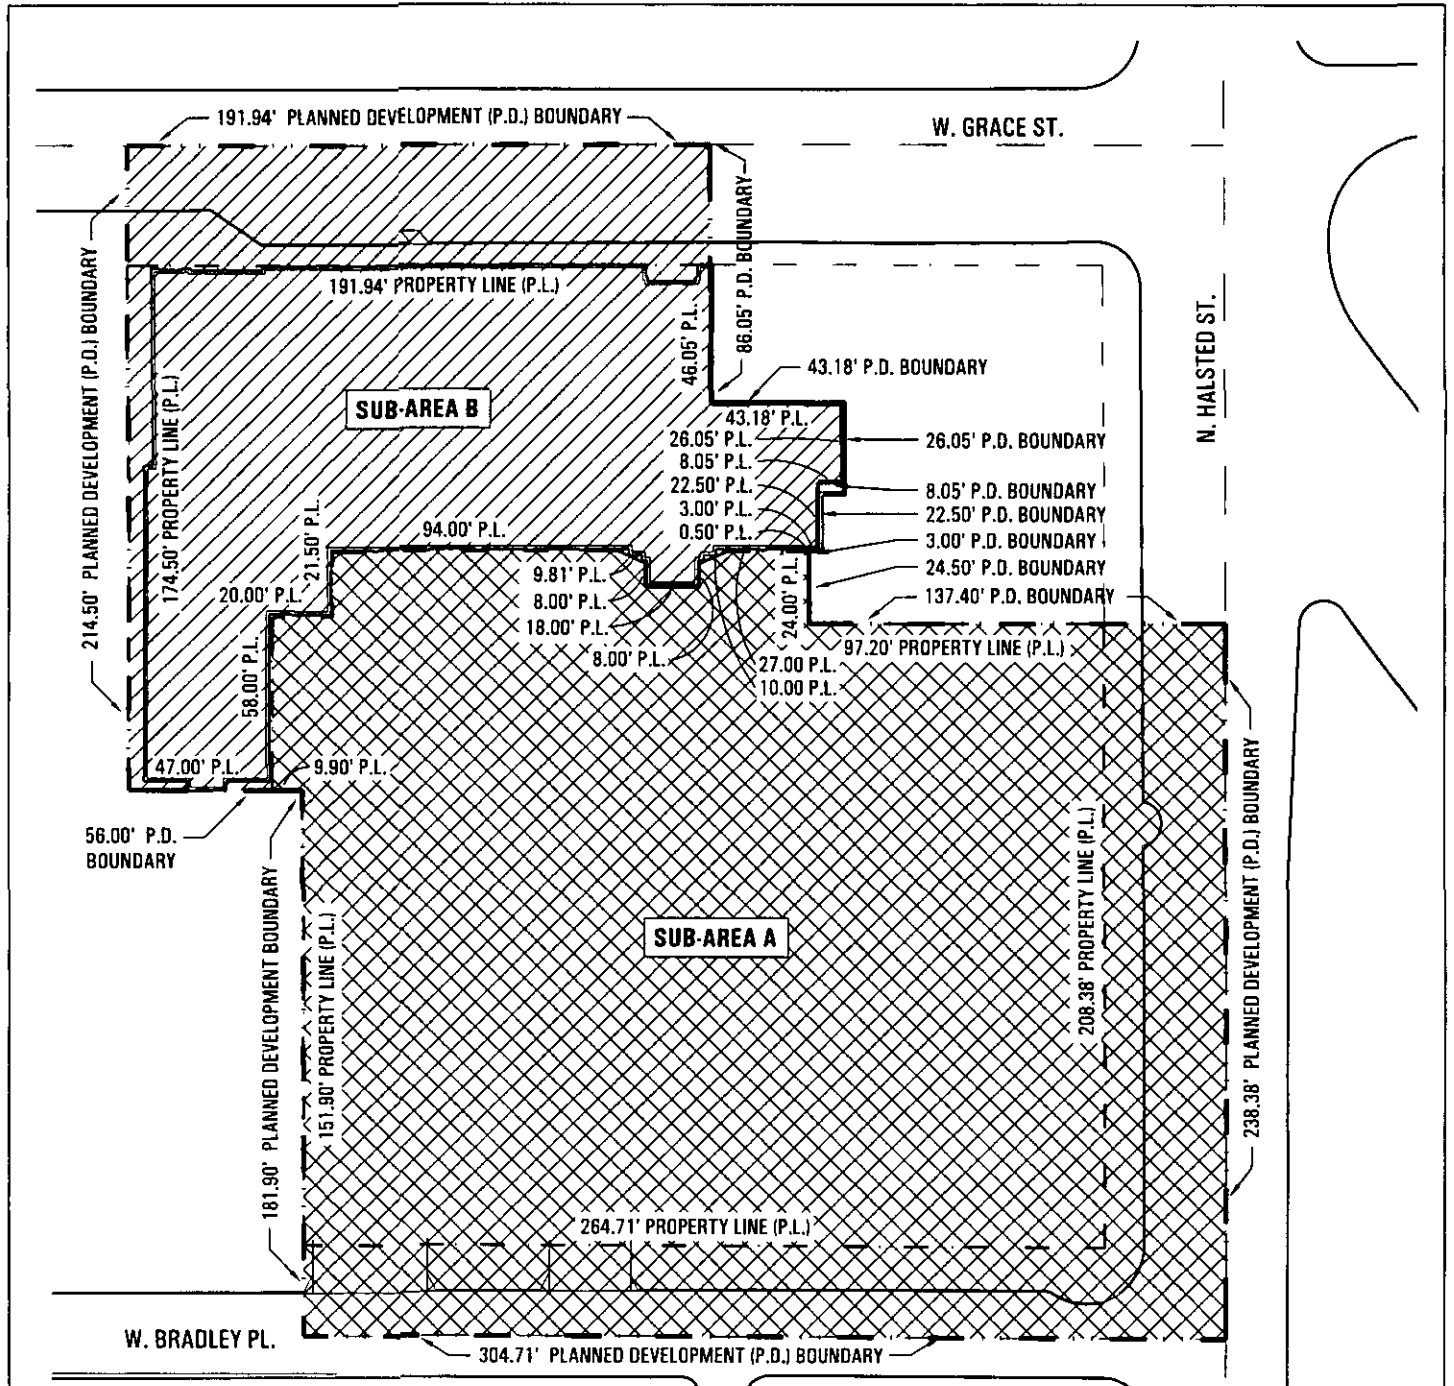 191.94' PLANNED DEVELOPMENT (P.D.) BOUNDARY
W. GRACE ST.
86.05' P.D. BOUNDARY
214.50' PLANNED DEVELOPMENT (P.D.) BOUNDARY
191.94' PROPERTY LINE (P.L.)
46.05' P.L.
N. HALSTED ST.
174.50' PROPERTY LINE (P.L.)
SUB-AREA B
43.18' P.D. BOUNDARY
43.18' P.L.
26.05' P.L.
26.05' P.D. BOUNDARY
8.05' P.L.
22.50' P.L.
8.05' P.D. BOUNDARY
3.00' P.L.
22.50' P.D. BOUNDARY
0.50' P.L.
3.00' P.D. BOUNDARY
94.00' P.L.
21.50' P.L.
9.81' P.L.
24.50' P.D. BOUNDARY
20.00' P.L.
8.00' P.L.
137.40' P.D. BOUNDARY
18.00' P.L.
24.00' P.L.
97.20' PROPERTY LINE (P.L.)
8.00' P.L.
27.00 P.L.
10.00 P.L.
58.00' P.L.
47.00' P.L.
9.90' P.L.
56.00' P.D.
BOUNDARY
181.90' PLANNED DEVELOPMENT BOUNDARY
151.90' PROPERTY LINE (P.L.)
SUB-AREA A
208.38' PROPERTY LINE (P.L.)
238.38' PLANNED DEVELOPMENT (P.D.) BOUNDARY
264.71' PROPERTY LINE (P.L.)
W. BRADLEY PL.
304.71' PLANNED DEVELOPMENT (P.D.) BOUNDARY